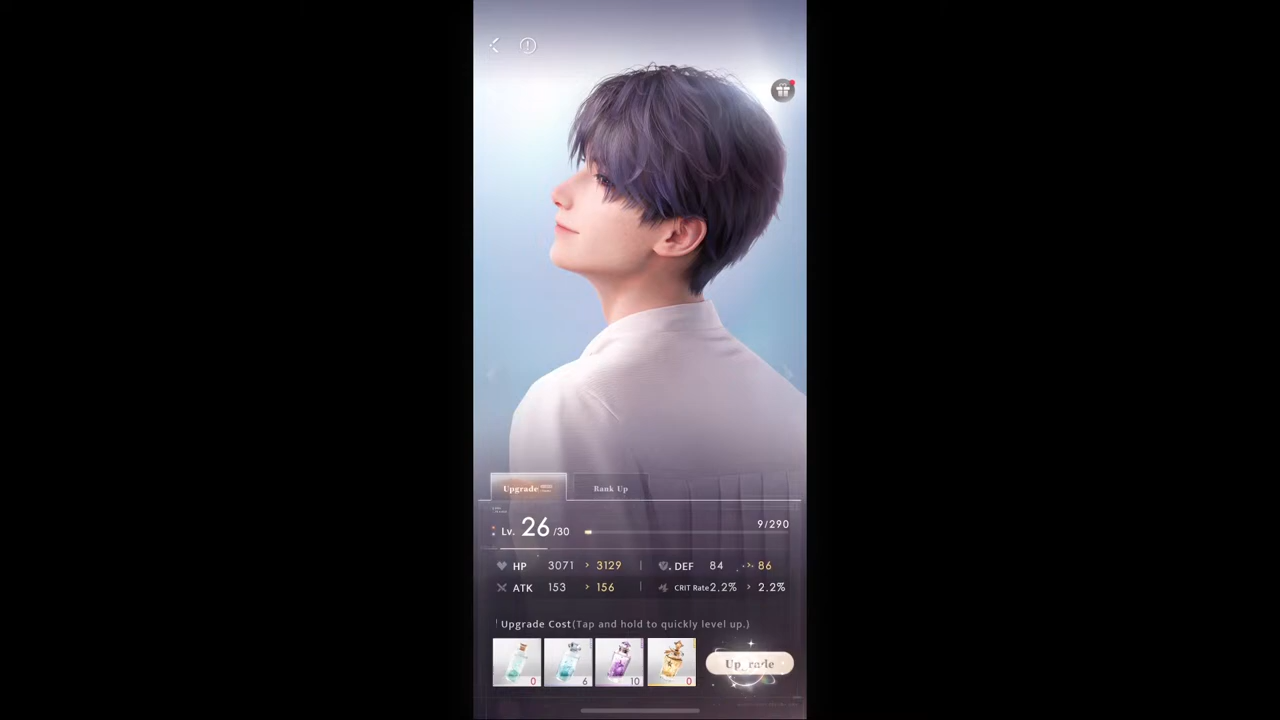 Upgrade
Rank Up
Lv. 26 /30
9/290
HP 3071 > 3129
DEF 84 > 86
ATK 153 > 156
CRIT Rate 2.2% > 2.2%
Upgrade Cost(Tap and hold to quickly level up.)
0
6
10
0
Upgrade